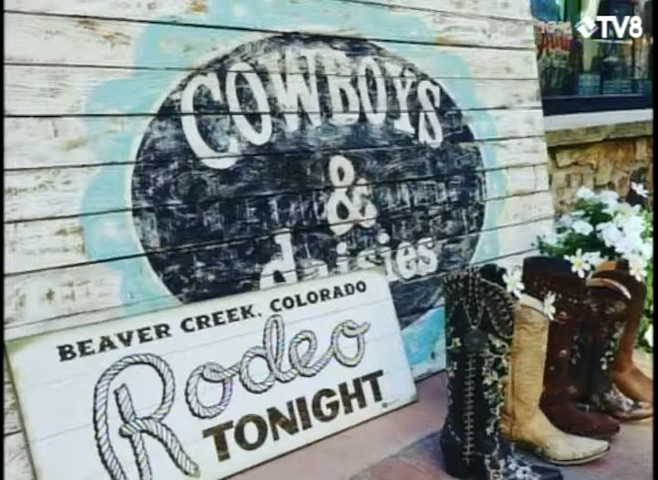 TV8
COWBOYS
&
daisies
BEAVER CREEK, COLORADO
Rodeo
TONIGHT